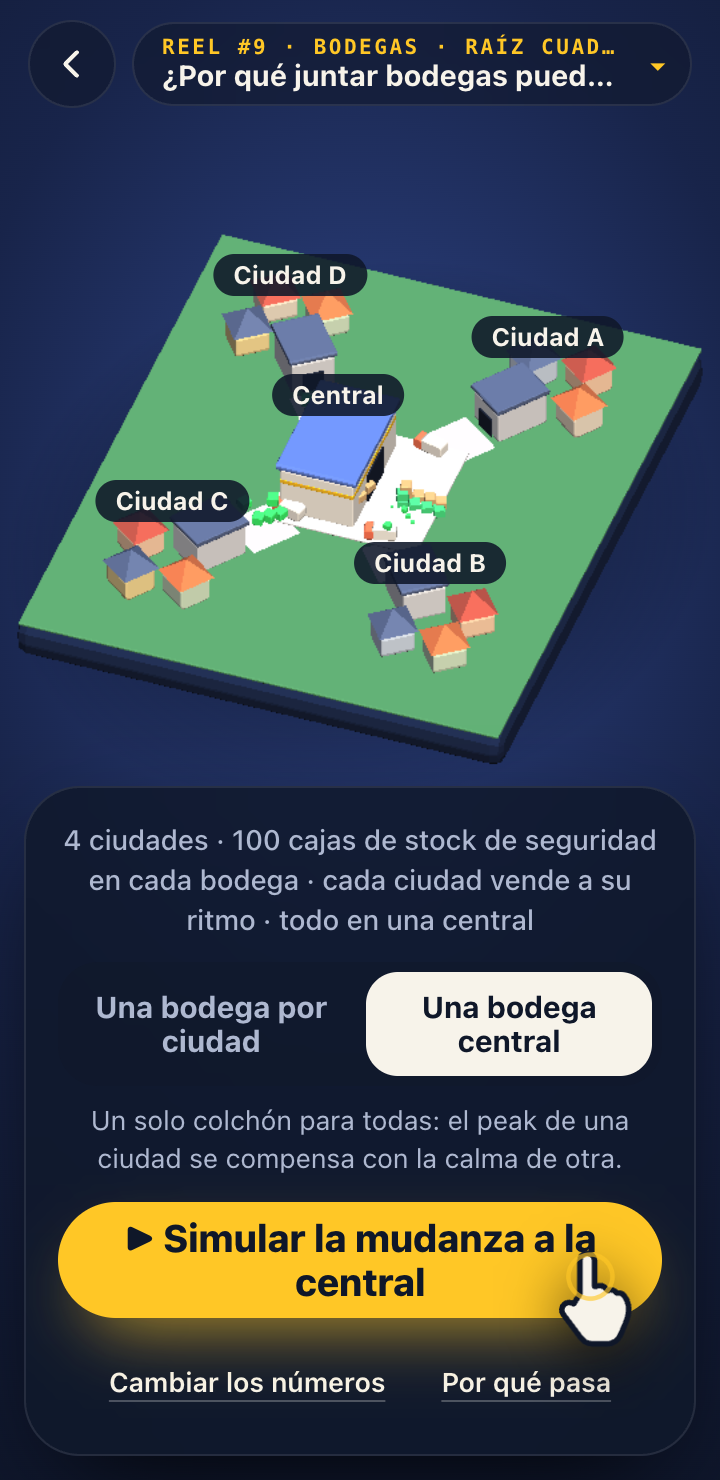 REEL #9 · BODEGAS · RAÍZ CUAD…
¿Por qué juntar bodegas pued…
Ciudad D
Ciudad A
Central
Ciudad C
Ciudad B
4 ciudades · 100 cajas de stock de seguridad
en cada bodega · cada ciudad vende a su
ritmo · todo en una central
Una bodega por
ciudad
Una bodega
central
Un solo colchón para todas: el peak de una
ciudad se compensa con la calma de otra.
Simular la mudanza a la
central
Cambiar los números
Por qué pasa